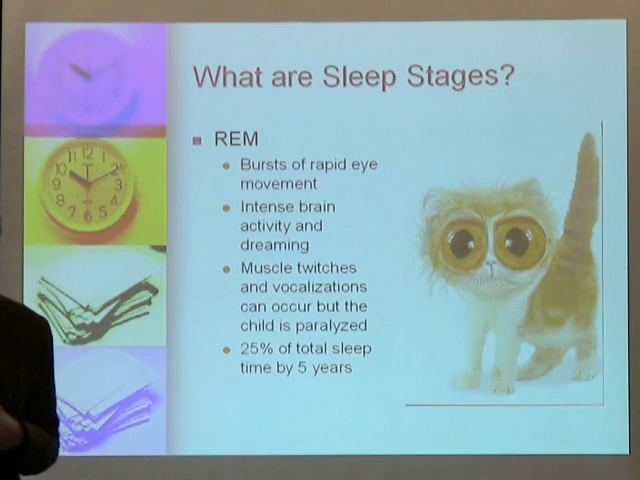 What are Sleep Stages?
REM
Bursts of rapid eye
movement
Intense brain
activity and
dreaming
Muscle twitches
and vocalizations
can occur but the
child is paralyzed
25% of total sleep
time by 5 years